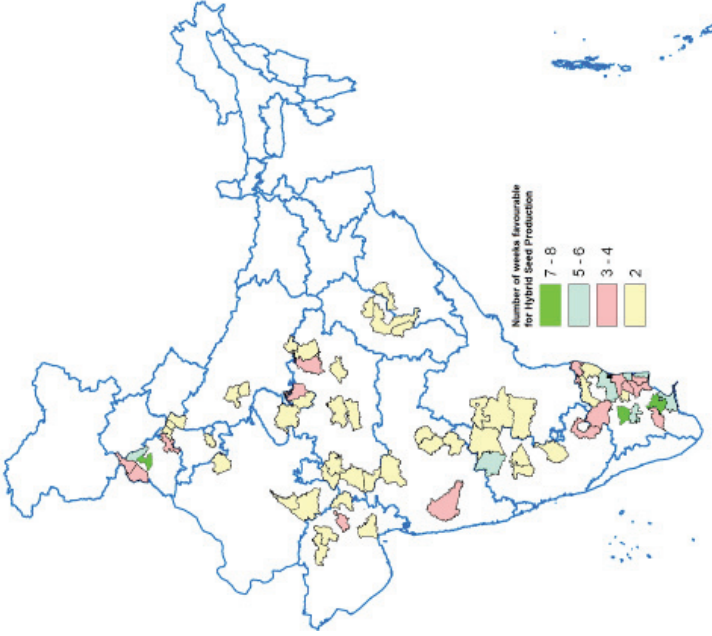 Number of weeks favourable
for Hybrid Seed Production
7 - 8
5 - 6
3 - 4
2